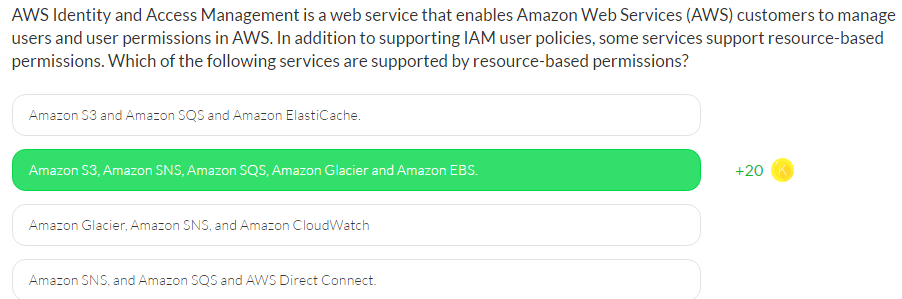 AWS Identity and Access Management is a web service that enables Amazon Web Services (AWS) customers to manage
users and user permissions in AWS. In addition to supporting IAM user policies, some services support resource-based
permissions. Which of the following services are supported by resource-based permissions?
Amazon S3 and Amazon SQS and Amazon ElastiCache.
Amazon S3, Amazon SNS, Amazon SQS, Amazon Glacier and Amazon EBS.
+20 K
Amazon Glacier, Amazon SNS, and Amazon CloudWatch
Amazon SNS, and Amazon SQS and AWS Direct Connect.